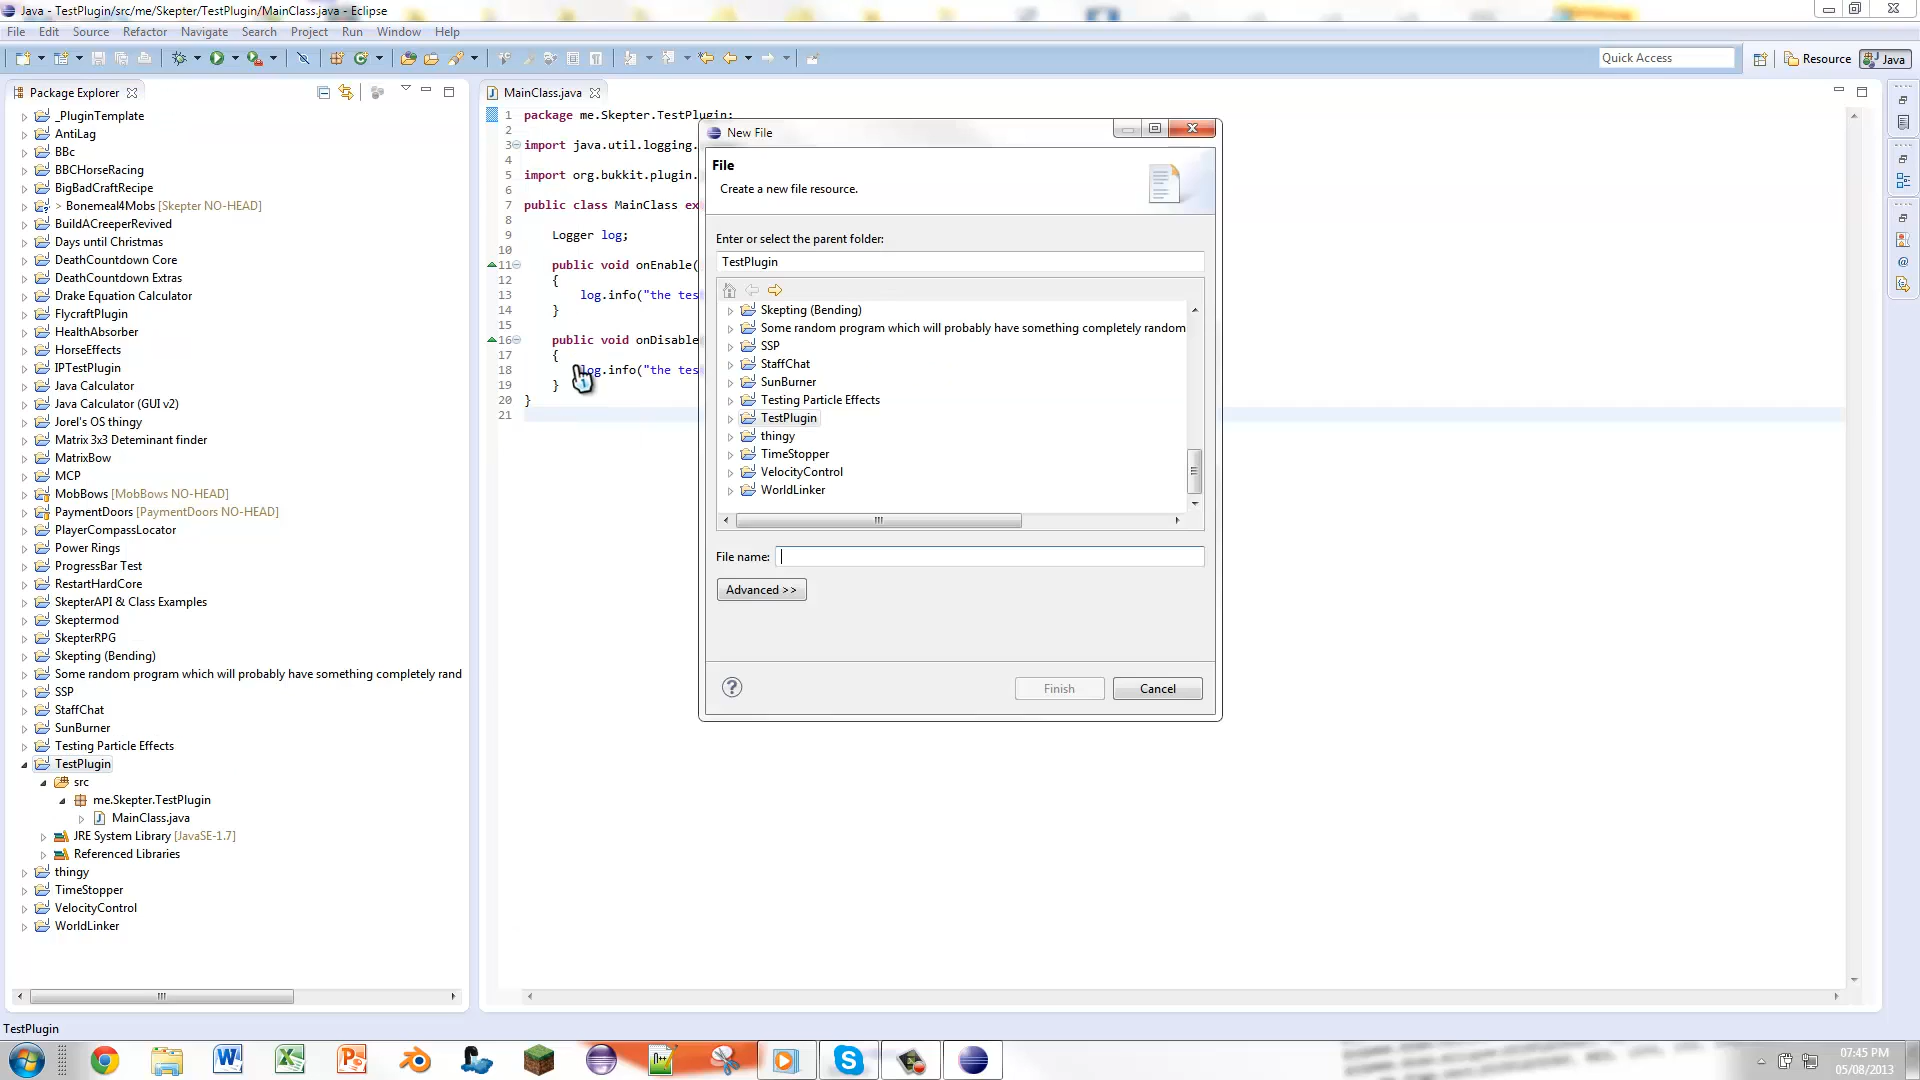 Java - TestPlugin/src/me/Skepter/TestPlugin/MainClass.java - Eclipse
File Edit Source Refactor Navigate Search Project Run Window Help
Quick Access
Resource
Java
Package Explorer
_PluginTemplate
AntiLag
BBc
BBCHorseRacing
BigBadCraftRecipe
> Bonemeal4Mobs [Skepter NO-HEAD]
BuildACreeperRevived
Days until Christmas
DeathCountdown Core
DeathCountdown Extras
Drake Equation Calculator
FlycraftPlugin
HealthAbsorber
HorseEffects
IPTestPlugin
Java Calculator
Java Calculator (GUI v2)
Jorel's OS thingy
Matrix 3x3 Deteminant finder
MatrixBow
MCP
MobBows [MobBows NO-HEAD]
PaymentDoors [PaymentDoors NO-HEAD]
PlayerCompassLocator
Power Rings
ProgressBar Test
RestartHardCore
SkepterAPI & Class Examples
Skeptermod
SkepterRPG
Skepting (Bending)
Some random program which will probably have something completely rand
SSP
StaffChat
SunBurner
Testing Particle Effects
TestPlugin
src
me.Skepter.TestPlugin
MainClass.java
JRE System Library [JavaSE-1.7]
Referenced Libraries
thingy
TimeStopper
VelocityControl
WorldLinker
MainClass.java
1 package me.Skepter.TestPlugin;
2
3 import java.util.logging.
4
5 import org.bukkit.plugin.
6
7 public class MainClass ex
8
9 Logger log;
10
11 public void onEnable(
12 {
13 log.info("the tes
14 }
15
16 public void onDisable
17 {
18 log.info("the tes
19 }
20 }
21
New File
File
Create a new file resource.
Enter or select the parent folder:
TestPlugin
Skepting (Bending)
Some random program which will probably have something completely random
SSP
StaffChat
SunBurner
Testing Particle Effects
TestPlugin
thingy
TimeStopper
VelocityControl
WorldLinker
File name:
Advanced >>
Finish
Cancel
TestPlugin
07:45 PM
05/08/2013